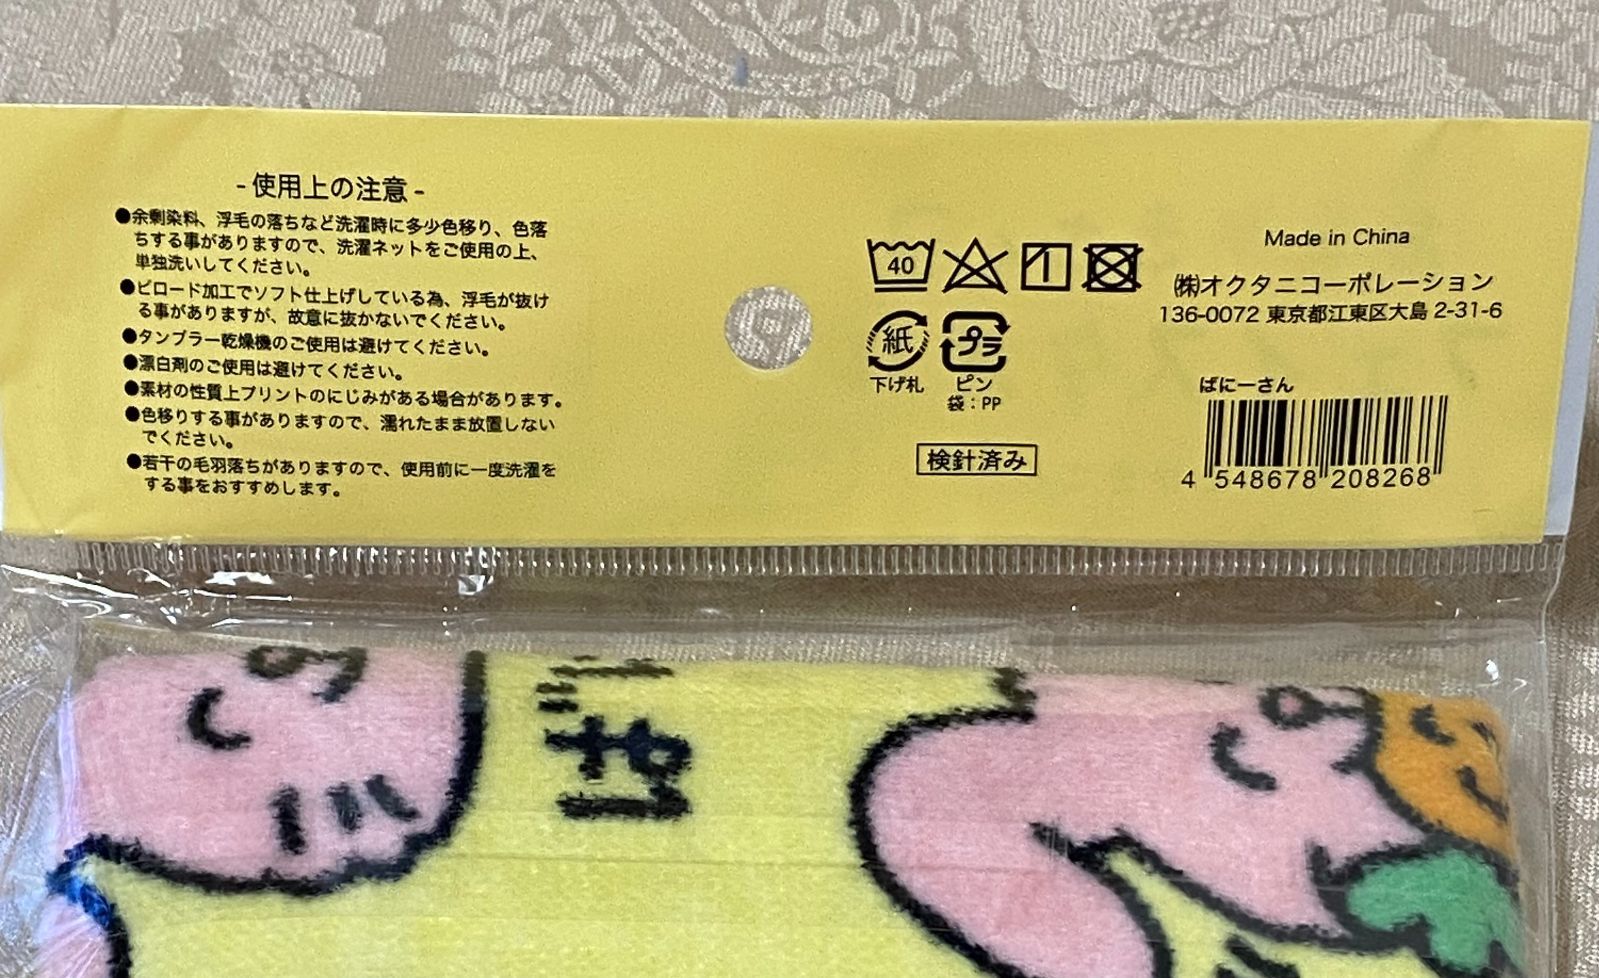 - 使用上の注意 -
●余剰染料、浮毛の落ちなど洗濯時に多少色移り、色落
ちする事がありますので、洗濯ネットをご使用の上、
単独洗いしてください。
●ビロード加工でソフト仕上げしている為、浮毛が抜け
る事がありますが、故意に抜かないでください。
●タンブラー乾燥機のご使用は避けてください。
●漂白剤のご使用は避けてください。
●素材の性質上プリントのにじみがある場合があります。
●色移りする事がありますので、濡れたまま放置しない
でください。
●若干の毛羽落ちがありますので、使用前に一度洗濯を
する事をおすすめします。
40
紙
下げ札
プラ
ピン
袋：PP
検針済み
Made in China
㈱オクタニコーポレーション
136-0072 東京都江東区大島 2-31-6
ばにーさん
4 548678 208268